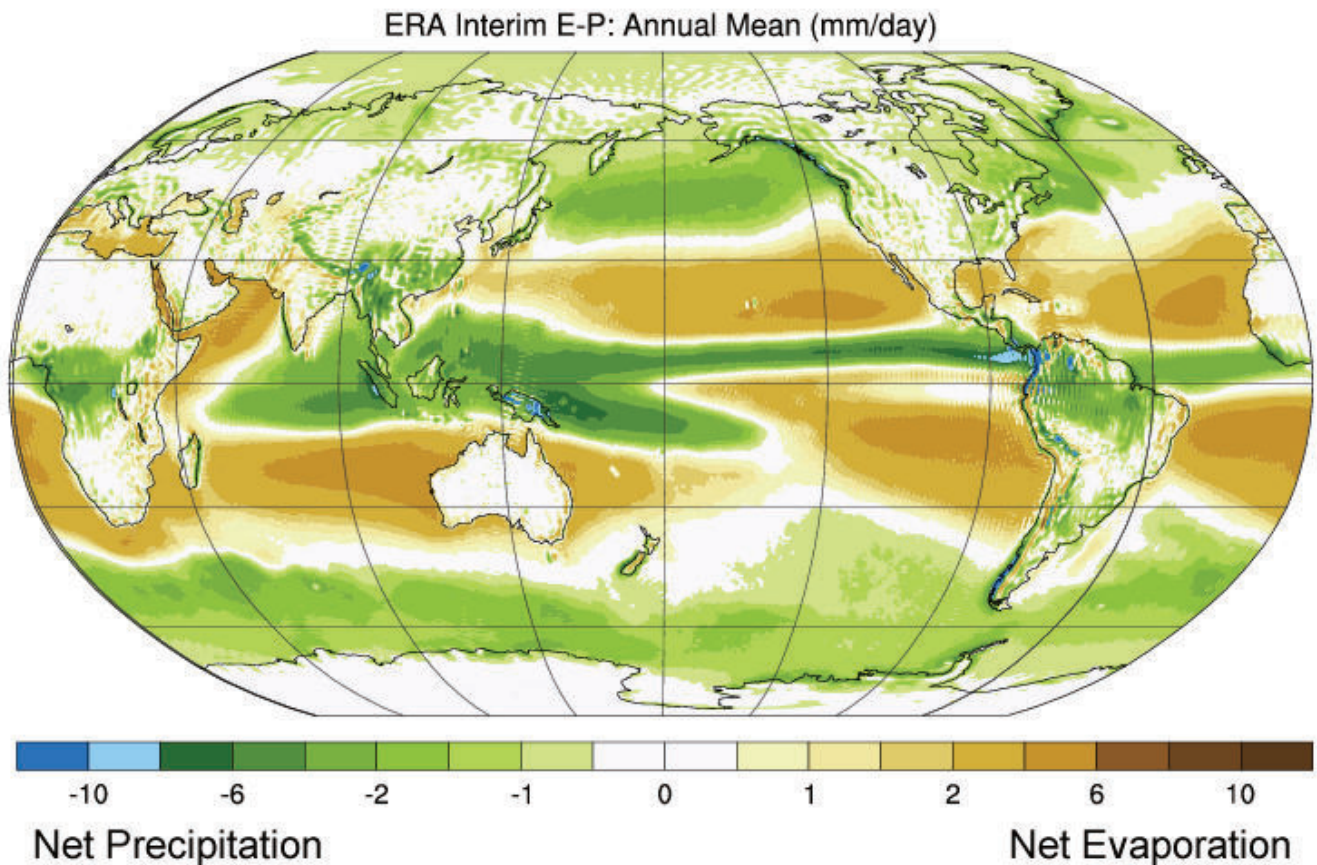 ERA Interim E-P: Annual Mean (mm/day)
-10 -6 -2 -1 0 1 2 6 10
Net Precipitation Net Evaporation